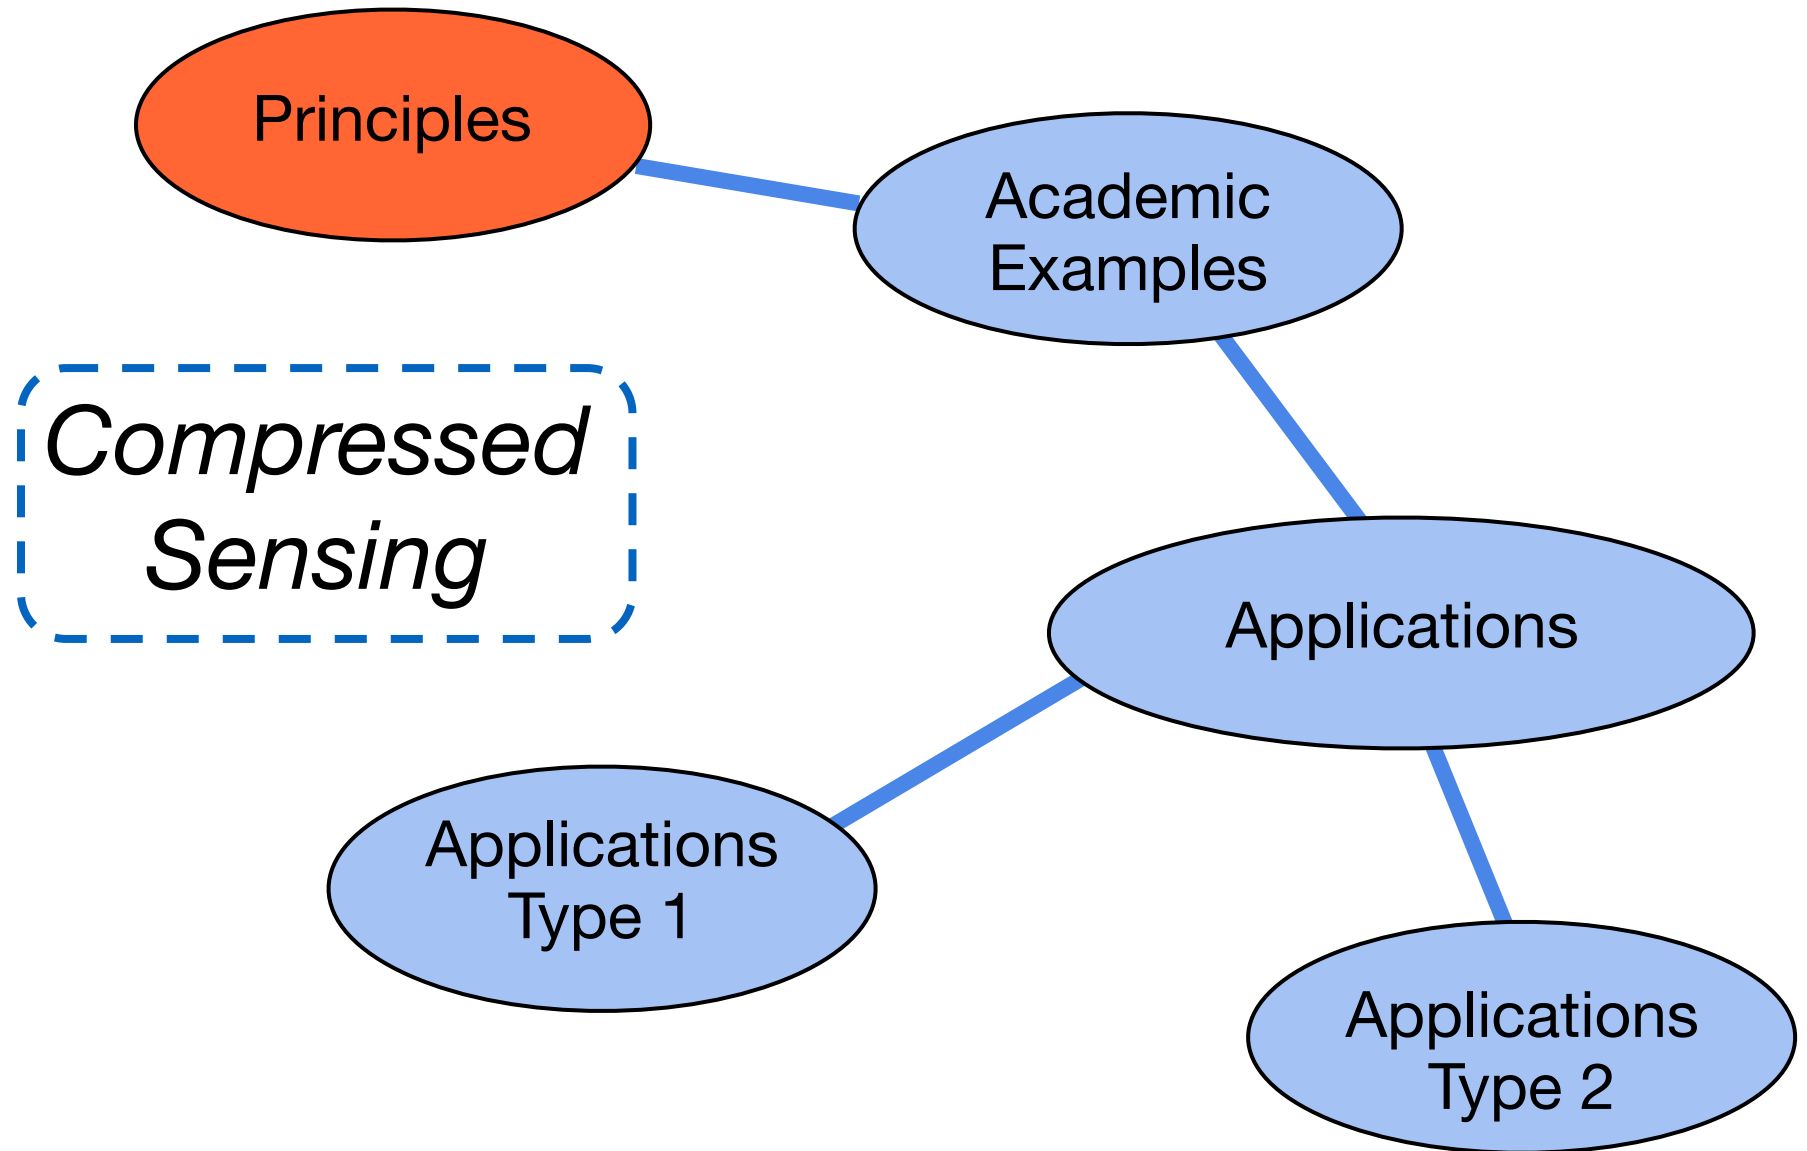 Principles
Academic
Examples
Compressed
Sensing
Applications
Applications
Type 1
Applications
Type 2